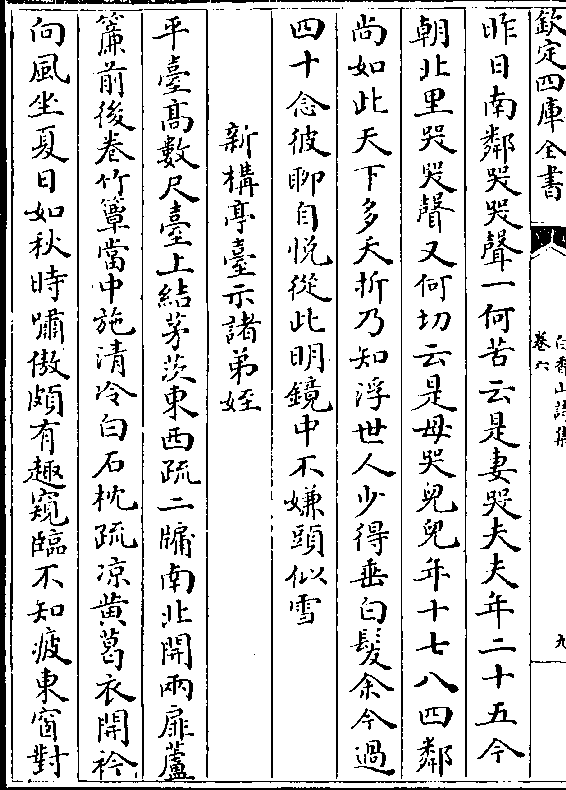 欽定四庫全書
白香山詩集
卷六
九
昨日南鄰哭哭聲一何苦云是妻哭夫夫年二十五今
朝北里哭哭聲又何切云是母哭兒兒年十七八四鄰
尚如此天下多夭折乃知浮世人少得垂白髮余今過
四十念彼聊自悅從此明鏡中不嫌頭似雪
新構亭臺示諸弟姪
平臺髙數尺臺上結茅茨東西疏二牖南北開兩扉蘆
簾前後卷竹簟當中施清冷白石枕疏凉黄葛衣開衿
向風坐夏日如秋時嘯傲頗有趣窺臨不知疲東窗對